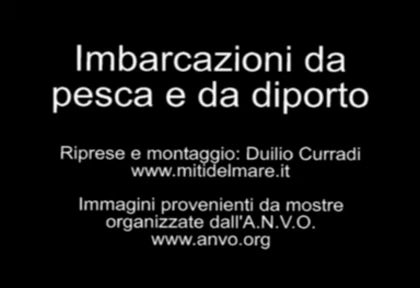 Imbarcazioni da
pesca e da diporto
Riprese e montaggio: Duilio Curradi
www.mitidelmare.it
Immagini provenienti da mostre
organizzate dall'A.N.V.O.
www.anvo.org